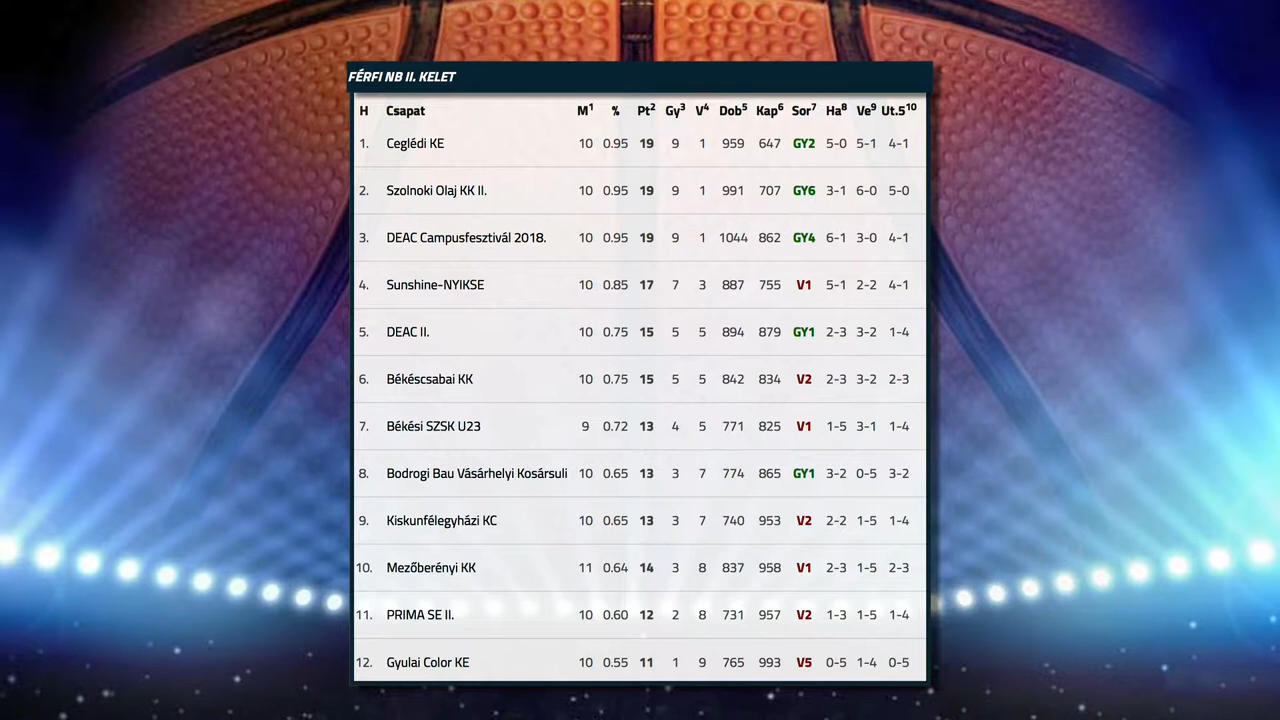 FÉRFI NB II. KELET
H Csapat M¹ % Pt² Gy³ V⁴ Dob⁵ Kap⁶ Sor⁷ Ha⁸ Ve⁹ Ut.5¹⁰
1. Ceglédi KE 10 0.95 19 9 1 959 647 GY2 5-0 5-1 4-1
2. Szolnoki Olaj KK II. 10 0.95 19 9 1 991 707 GY6 3-1 6-0 5-0
3. DEAC Campusfesztivál 2018. 10 0.95 19 9 1 1044 862 GY4 6-1 3-0 4-1
4. Sunshine-NYIKSE 10 0.85 17 7 3 887 755 V1 5-1 2-2 4-1
5. DEAC II. 10 0.75 15 5 5 894 879 GY1 2-3 3-2 1-4
6. Békéscsabai KK 10 0.75 15 5 5 842 834 V2 2-3 3-2 2-3
7. Békési SZSK U23 9 0.72 13 4 5 771 825 V1 1-5 3-1 1-4
8. Bodrogi Bau Vásárhelyi Kosársuli 10 0.65 13 3 7 774 865 GY1 3-2 0-5 3-2
9. Kiskunfélegyházi KC 10 0.65 13 3 7 740 953 V2 2-2 1-5 1-4
10. Mezőberényi KK 11 0.64 14 3 8 837 958 V1 2-3 1-5 2-3
11. PRIMA SE II. 10 0.60 12 2 8 731 957 V2 1-3 1-5 1-4
12. Gyulai Color KE 10 0.55 11 1 9 765 993 V5 0-5 1-4 0-5